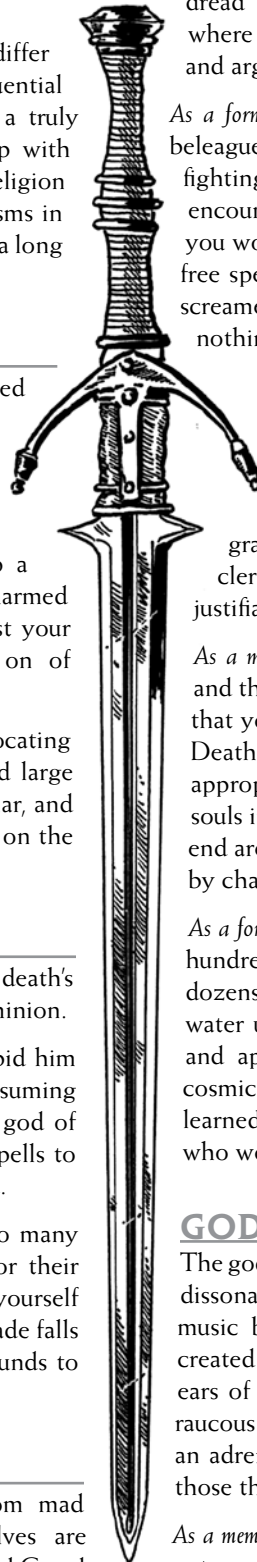 differ
uential
a truly
p with
eligion
sms in
a long
ed
o a
armed
st your
on of
ocating
d large
ar, and
on the
death's
minion.
bid him
suming
god of
pells to
.
o many
or their
yourself
ade falls
unds to
om mad
lves are
dread
where
and arg
As a form
beleague
fighting
encoun
you wo
free spe
screame
nothin
gra
cler
justifia
As a m
and th
that yo
Death
approp
souls i
end are
by cha
As a for
hundre
dozens
water u
and ap
cosmic
learned
who we
GOD
The god
dissona
music b
created
ears of
raucous
an adre
those th
As a mem